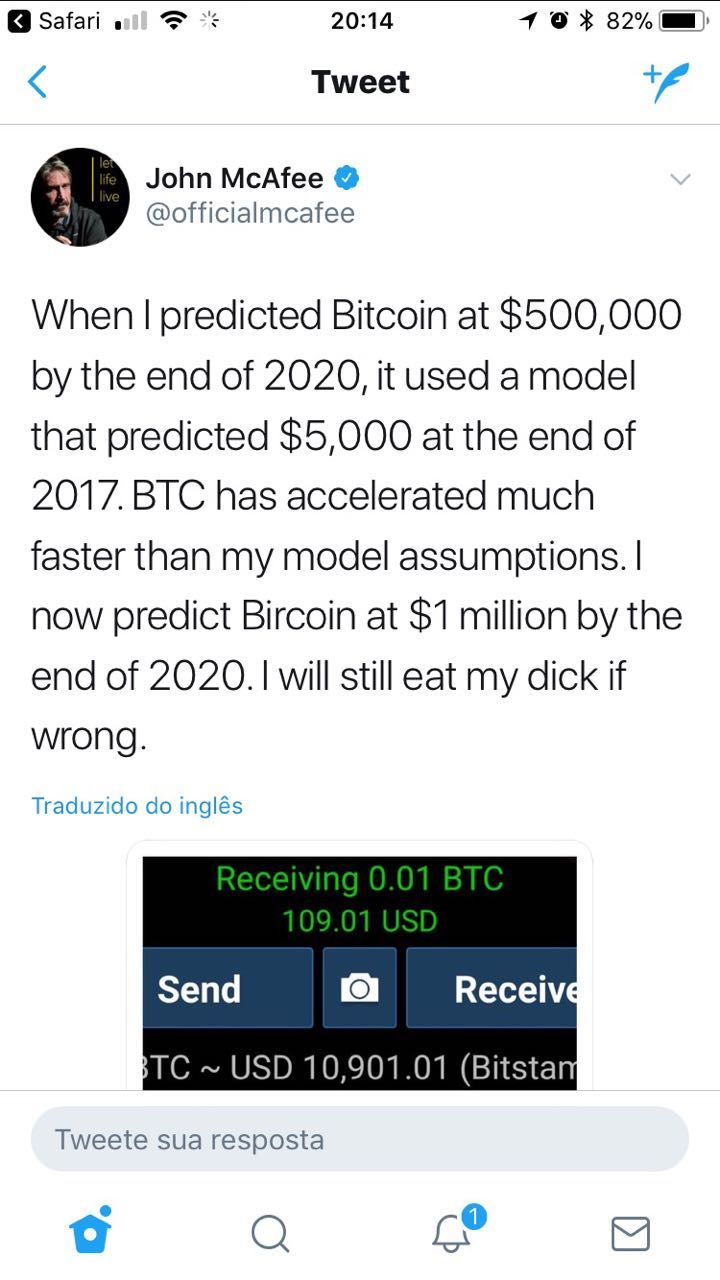 Safari 20:14 82%
Tweet
let
life
live
John McAfee
@officialmcafee
When I predicted Bitcoin at $500,000
by the end of 2020, it used a model
that predicted $5,000 at the end of
2017. BTC has accelerated much
faster than my model assumptions. I
now predict Bircoin at $1 million by the
end of 2020. I will still eat my dick if
wrong.
Traduzido do inglês
Receiving 0.01 BTC
109.01 USD
Send Receive
BTC ~ USD 10,901.01 (Bitstam
Tweete sua resposta
1